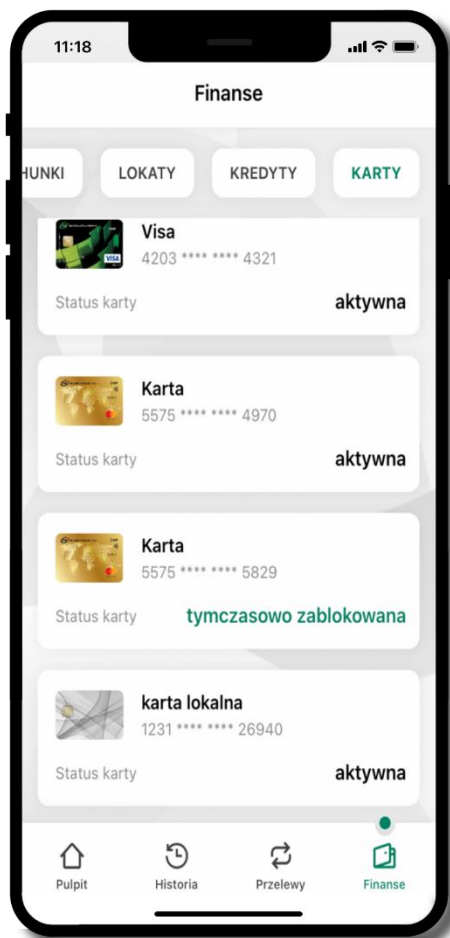 11:18
Finanse
HUNKI LOKATY KREDYTY KARTY
Visa
4203 **** **** 4321
VISA
Status karty aktywna
Karta
5575 **** **** 4970
Status karty aktywna
Karta
5575 **** **** 5829
Status karty tymczasowo zablokowana
karta lokalna
1231 **** **** 26940
Status karty aktywna
Pulpit Historia Przelewy Finanse